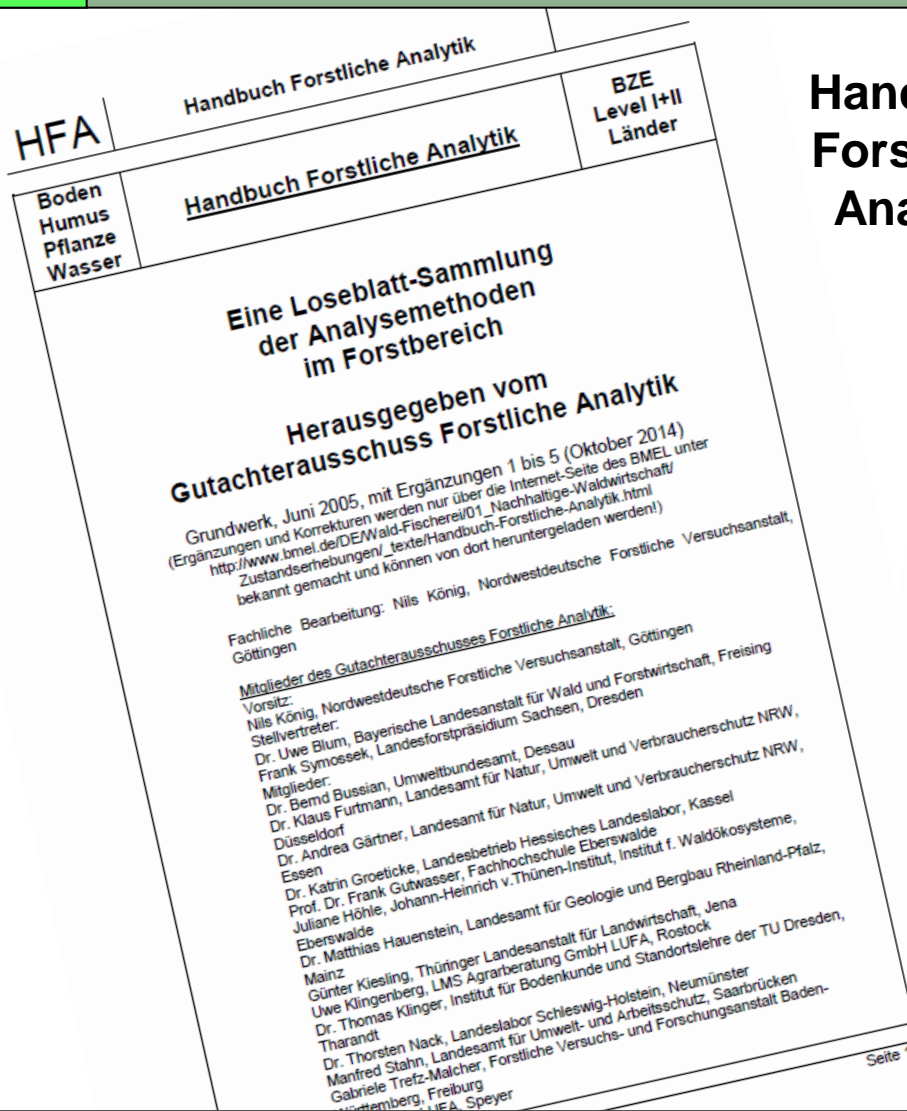 HFA
Handbuch Forstliche Analytik
Boden
Humus
Pflanze
Wasser
Handbuch Forstliche Analytik
BZE
Level I+II
Länder
Eine Loseblatt-Sammlung
der Analysemethoden
im Forstbereich
Herausgegeben vom
Gutachterausschuss Forstliche Analytik
Grundwerk, Juni 2005, mit Ergänzungen 1 bis 5 (Oktober 2014)
(Ergänzungen und Korrekturen werden nur über die Internet-Seite des BMEL unter
http://www.bmel.de/DE/Wald-Fischerei/01_Nachhaltige-Waldwirtschaft/
Zustandserhebungen/_texte/Handbuch-Forstliche-Analytik.html
bekannt gemacht und können von dort heruntergeladen werden!)
Fachliche Bearbeitung: Nils König, Nordwestdeutsche Forstliche Versuchsanstalt,
Göttingen
Mitglieder des Gutachterausschusses Forstliche Analytik:
Vorsitz:
Nils König, Nordwestdeutsche Forstliche Versuchsanstalt, Göttingen
Stellvertreter:
Dr. Uwe Blum, Bayerische Landesanstalt für Wald und Forstwirtschaft, Freising
Frank Symossek, Landesforstpräsidium Sachsen, Dresden
Mitglieder:
Dr. Bernd Bussian, Umweltbundesamt, Dessau
Dr. Klaus Furtmann, Landesamt für Natur, Umwelt und Verbraucherschutz NRW,
Düsseldorf
Dr. Andrea Gärtner, Landesamt für Natur, Umwelt und Verbraucherschutz NRW,
Essen
Dr. Katrin Groeticke, Landesbetrieb Hessisches Landeslabor, Kassel
Prof. Dr. Frank Gutwasser, Fachhochschule Eberswalde
Juliane Höhle, Johann-Heinrich v.Thünen-Institut, Institut f. Waldökosysteme,
Eberswalde
Dr. Matthias Hauenstein, Landesamt für Geologie und Bergbau Rheinland-Pfalz,
Mainz
Günter Kiesling, Thüringer Landesanstalt für Landwirtschaft, Jena
Uwe Klingenberg, LMS Agrarberatung GmbH LUFA, Rostock
Dr. Thomas Klinger, Institut für Bodenkunde und Standortslehre der TU Dresden,
Tharandt
Dr. Thorsten Nack, Landeslabor Schleswig-Holstein, Neumünster
Manfred Stahn, Landesamt für Umwelt- und Arbeitsschutz, Saarbrücken
Gabriele Trefz-Malcher, Forstliche Versuchs- und Forschungsanstalt Baden-
Württemberg, Freiburg
LUFA, Speyer
Seite
Hand
Fors
Ana